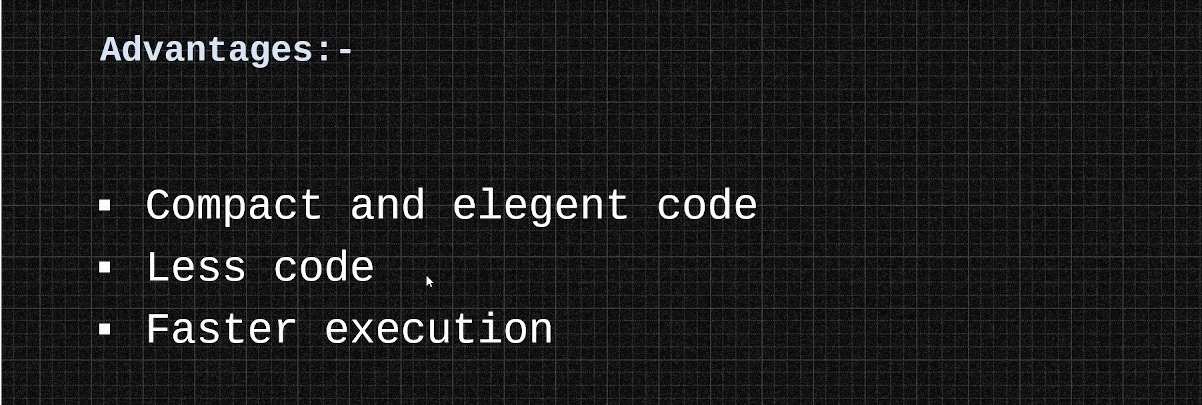 Advantages:-
▪ Compact and elegent code
▪ Less code
▪ Faster execution